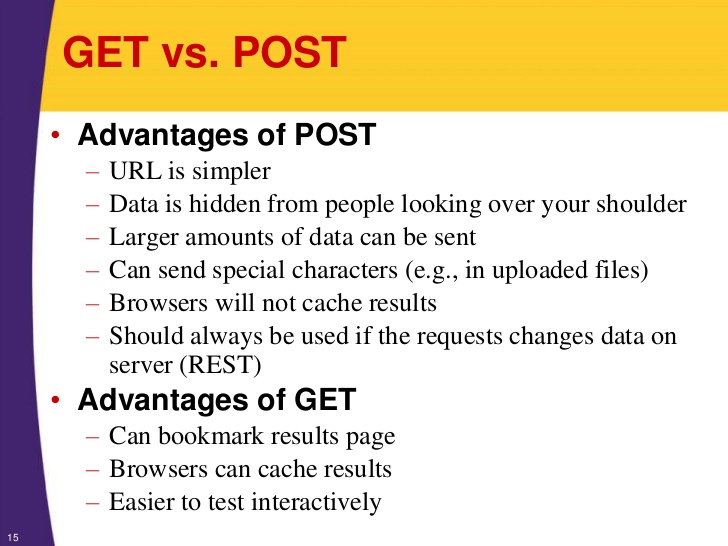 GET vs. POST
• Advantages of POST
– URL is simpler
– Data is hidden from people looking over your shoulder
– Larger amounts of data can be sent
– Can send special characters (e.g., in uploaded files)
– Browsers will not cache results
– Should always be used if the requests changes data on
server (REST)
• Advantages of GET
– Can bookmark results page
– Browsers can cache results
– Easier to test interactively
15